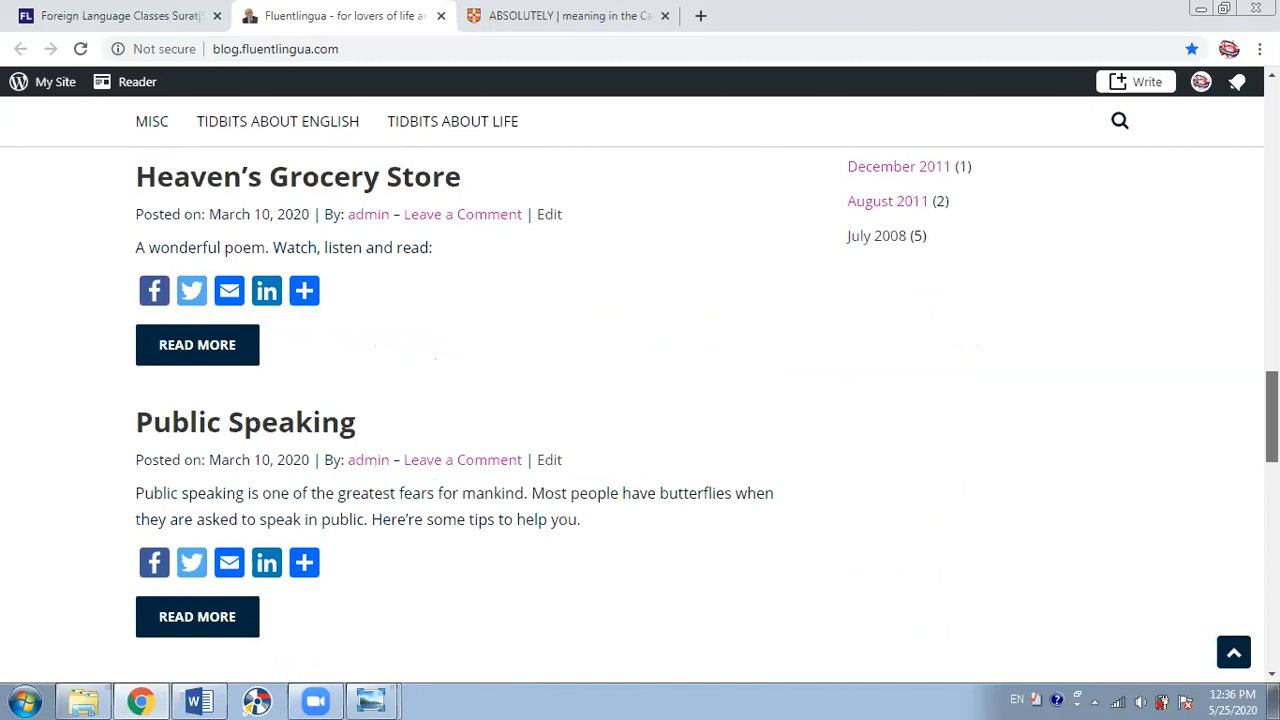 Foreign Language Classes Surat|E
Fluentlingua - for lovers of life ar
ABSOLUTELY | meaning in the Ca
Not secure | blog.fluentlingua.com
My Site Reader Write
MISC TIDBITS ABOUT ENGLISH TIDBITS ABOUT LIFE
Heaven’s Grocery Store
Posted on: March 10, 2020 | By: admin – Leave a Comment | Edit
A wonderful poem. Watch, listen and read:
READ MORE
Public Speaking
Posted on: March 10, 2020 | By: admin – Leave a Comment | Edit
Public speaking is one of the greatest fears for mankind. Most people have butterflies when
they are asked to speak in public. Here’re some tips to help you.
READ MORE
December 2011 (1)
August 2011 (2)
July 2008 (5)
EN
12:36 PM
5/25/2020